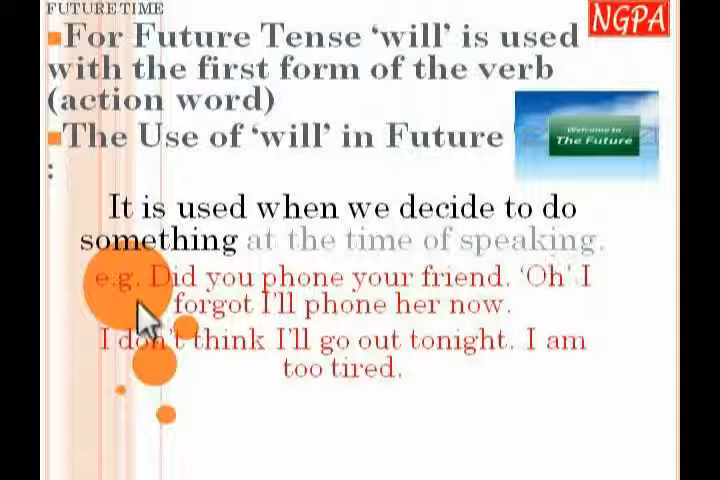 FUTURE TIME
NGPA
For Future Tense ‘will’ is used
with the first form of the verb
(action word)
The Use of ‘will’ in Future
:
Welcome to
The Future
It is used when we decide to do
something at the time of speaking.
e.g. Did you phone your friend. ‘Oh’ I
forgot I'll phone her now.
I don't think I'll go out tonight. I am
too tired.